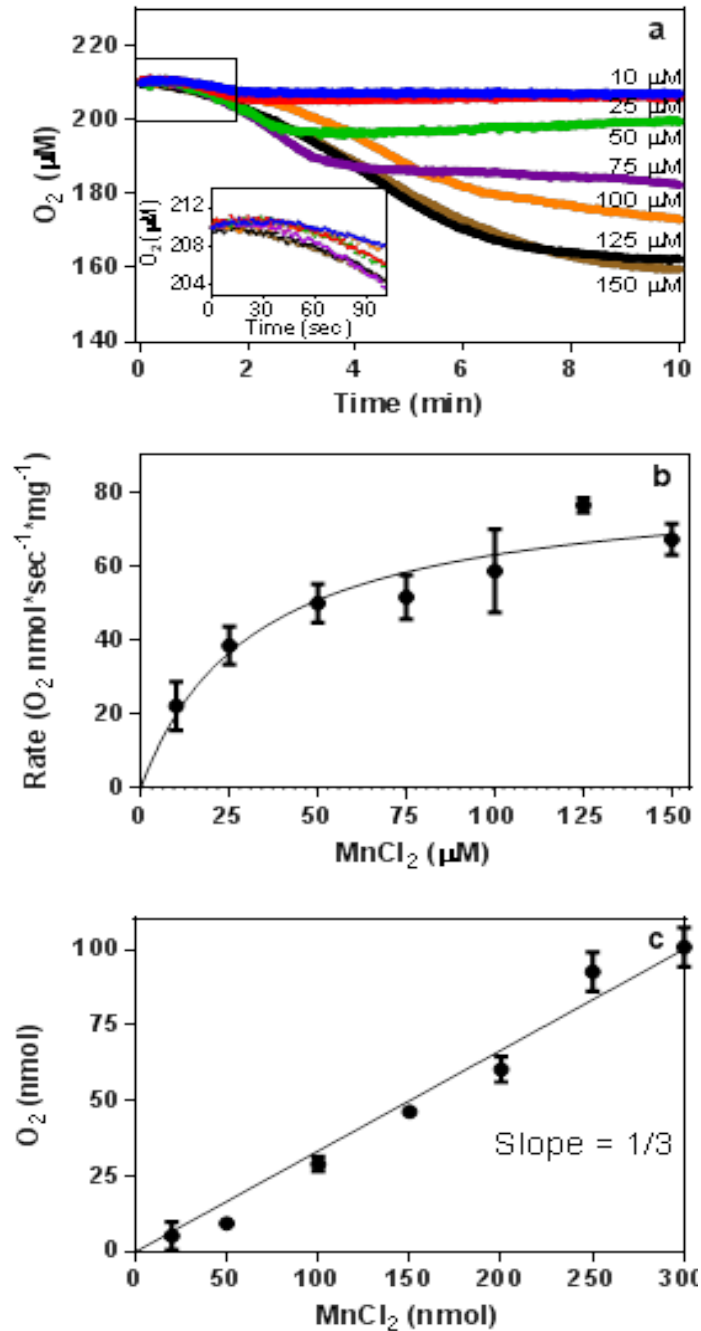 a
220
200
180
160
140
O₂ (µM)
10 µM
25 µM
50 µM
75 µM
100 µM
125 µM
150 µM
212
209
204
O₂ (µM)
0 30 60 90
Time (sec)
0 2 4 6 8 10
Time (min)
b
80
60
40
20
0
Rate (O₂ nmol*sec⁻¹*mg⁻¹)
0 25 50 75 100 125 150
MnCl₂ (µM)
c
100
75
50
25
0
O₂ (nmol)
Slope = 1/3
0 50 100 150 200 250 300
MnCl₂ (nmol)